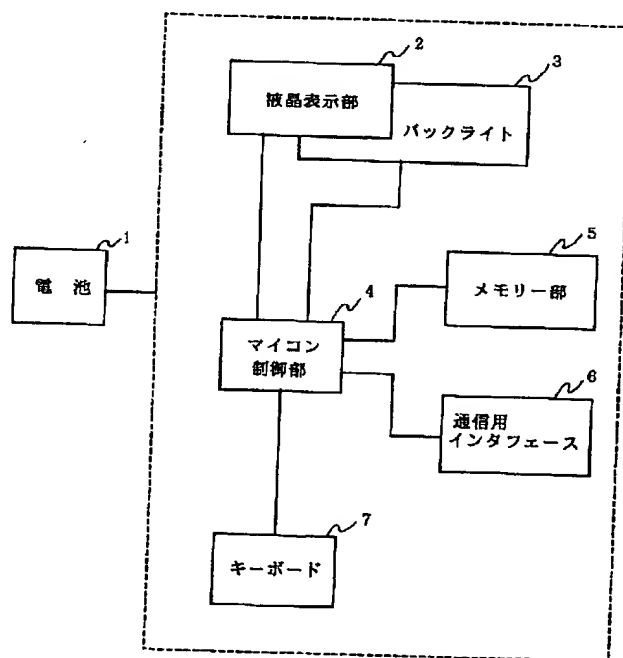 2
液晶表示部
3
バックライト
1
電 池
5
メモリー部
4
マイコン
制御部
6
通信用
インタフェース
7
キーボード